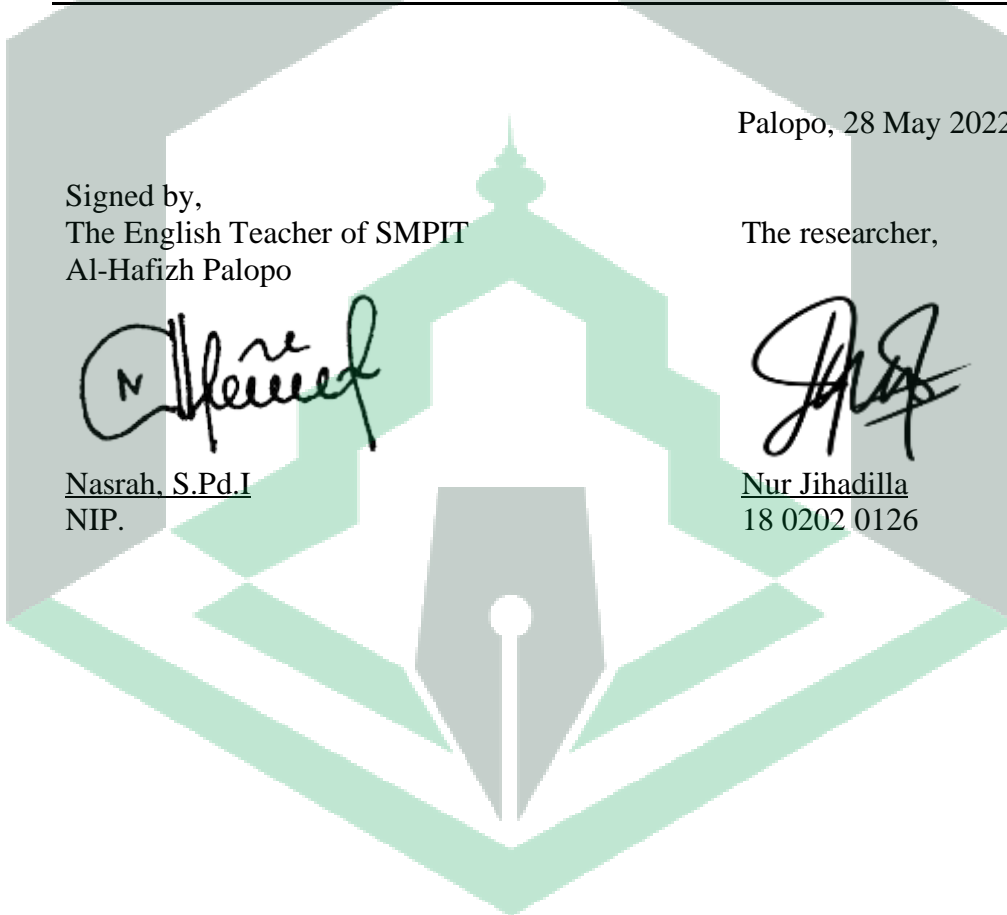 Palopo, 28 May 2022
Signed by,
The English Teacher of SMPIT
Al-Hafizh Palopo
The researcher,
Nasrah, S.Pd.I
NIP.
Nur Jihadilla
18 0202 0126